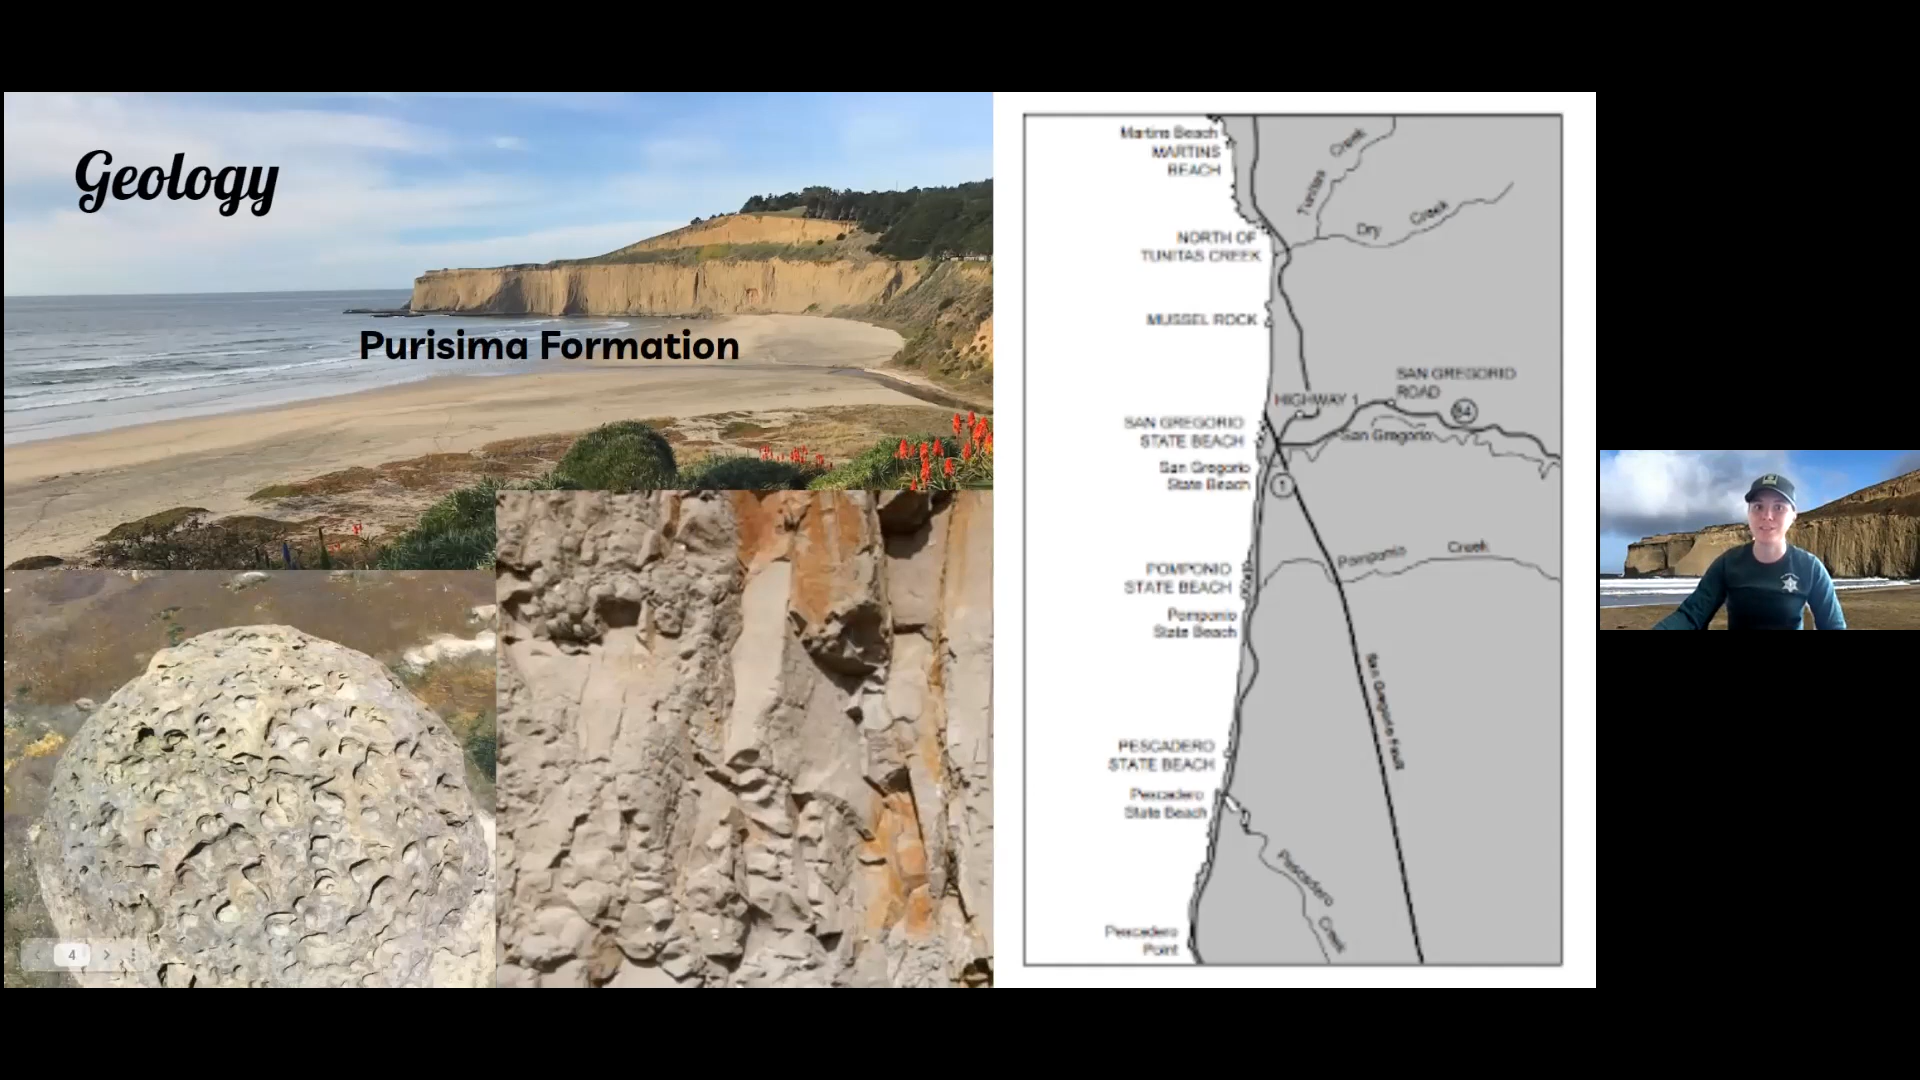 Geology
Purisima Formation
4
Martins Beach
MARTINS
BEACH
Tunitas
Creek
Dry
Creek
NORTH OF
TUNITAS CREEK
MUSSEL ROCK
SAN GREGORIO
ROAD
HIGHWAY 1
84
SAN GREGORIO
STATE BEACH
San Gregorio
San Gregorio
State Beach
1
POMPONIO
STATE BEACH
Pomponio
Creek
Pomponio
State Beach
San Gregorio Fault
PESCADERO
STATE BEACH
Pescadero
State Beach
Pescadero
Creek
Pescadero
Point